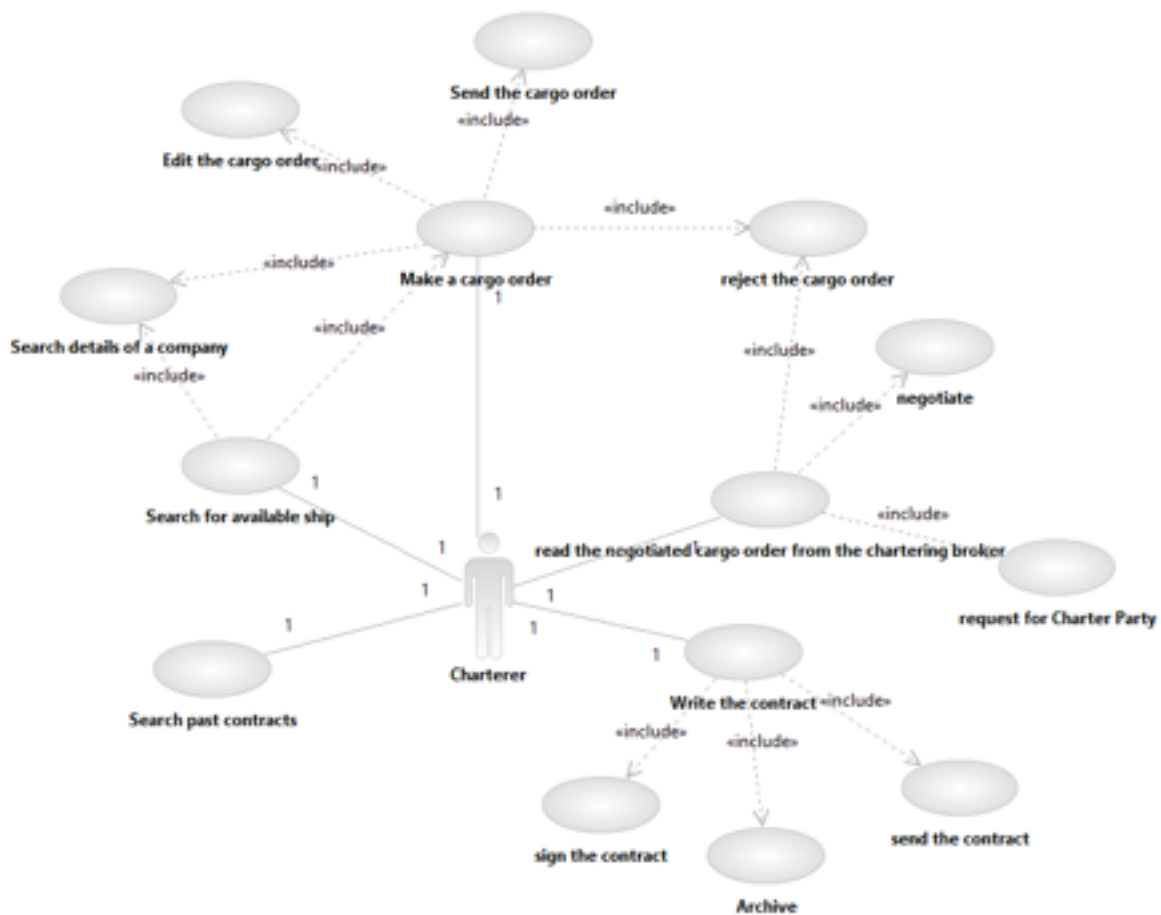 Send the cargo order
«include»
Edit the cargo order
«include»
«include»
Make a cargo order
reject the cargo order
«include»
1
Search details of a company
«include»
«include»
«include»
negotiate
«include»
1
1
Search for available ship
«include»
1
read the negotiated cargo order from the chartering broker
1
request for Charter Party
1
1
1
1
1
Charterer
Search past contracts
Write the contract
«include»
«include»
«include»
sign the contract
send the contract
Archive